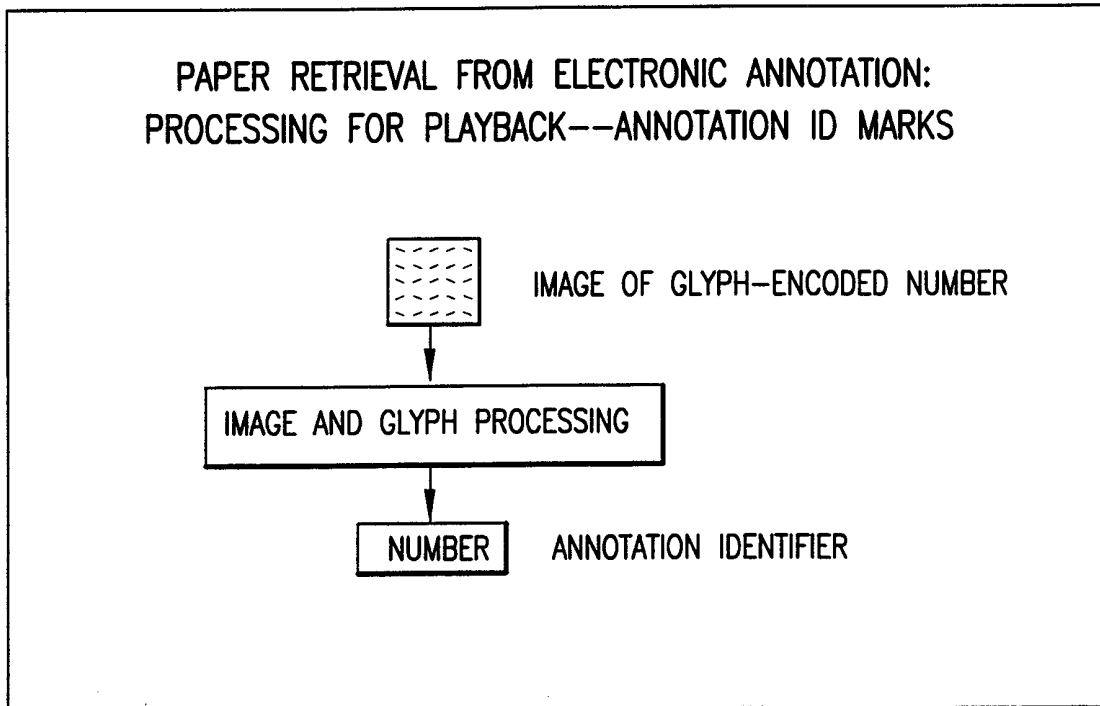 PAPER RETRIEVAL FROM ELECTRONIC ANNOTATION:
PROCESSING FOR PLAYBACK--ANNOTATION ID MARKS
IMAGE OF GLYPH-ENCODED NUMBER
IMAGE AND GLYPH PROCESSING
NUMBER
ANNOTATION IDENTIFIER